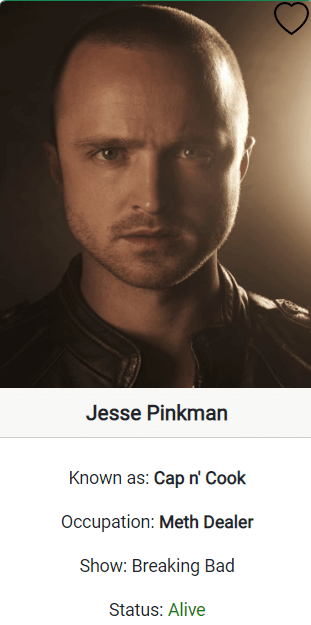 Jesse Pinkman
Known as: Cap n' Cook
Occupation: Meth Dealer
Show: Breaking Bad
Status: Alive